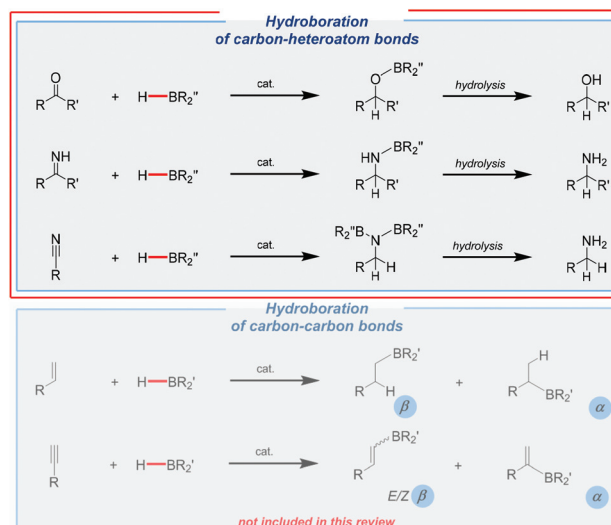 Hydroboration
of carbon-heteroatom bonds
O
R R' + H—BR₂'' cat. O BR₂'' R R' H hydrolysis OH R R' H
NH
R R' + H—BR₂'' cat. HN BR₂'' R R' H hydrolysis NH₂ R R' H
N
R + H—BR₂'' cat. R₂''B N BR₂'' R H H hydrolysis NH₂ R H H
Hydroboration
of carbon-carbon bonds
R + H—BR₂' cat. BR₂' R H β + H R BR₂' α
R + H—BR₂' cat. BR₂' R E/Z β + R BR₂' α
not included in this review